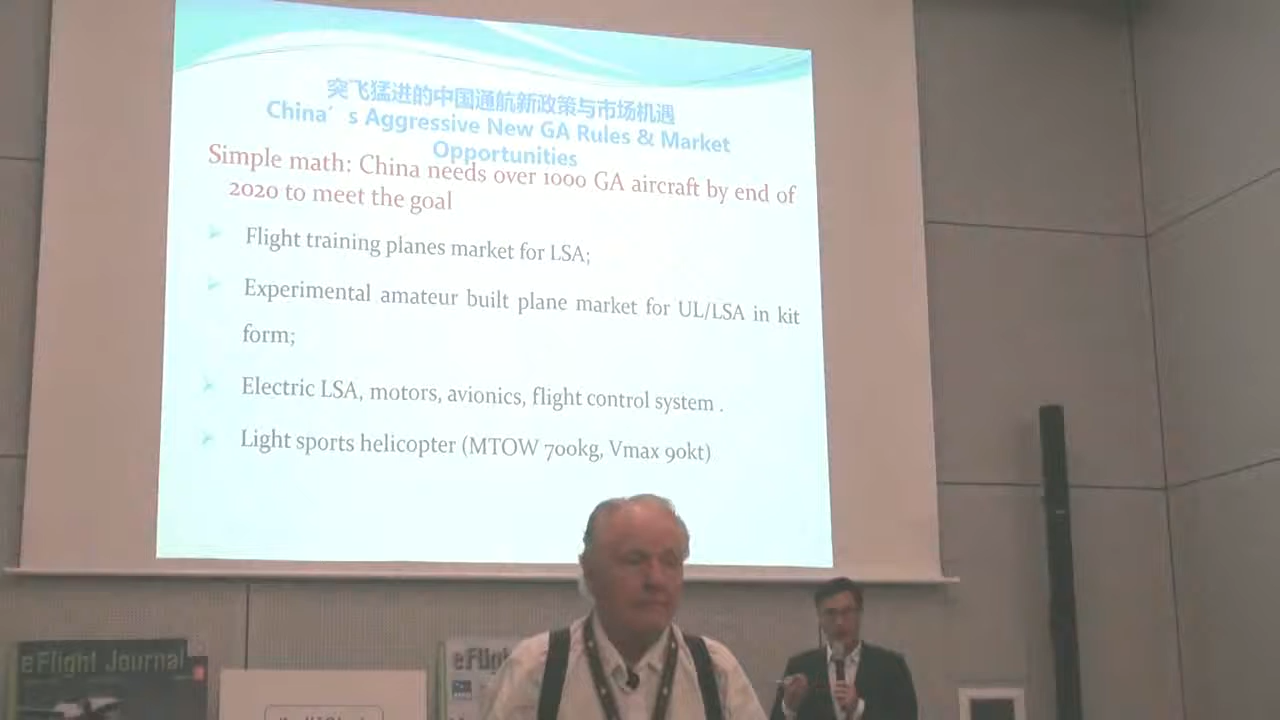 突飞猛进的中国通航新政策与市场机遇
China's Aggressive New GA Rules & Market
Opportunities
Simple math: China needs over 1000 GA aircraft by end of
2020 to meet the goal
Flight training planes market for LSA;
Experimental amateur built plane market for UL/LSA in kit
form;
Electric LSA, motors, avionics, flight control system .
Light sports helicopter (MTOW 700kg, Vmax 90kt)
eFlight Journal